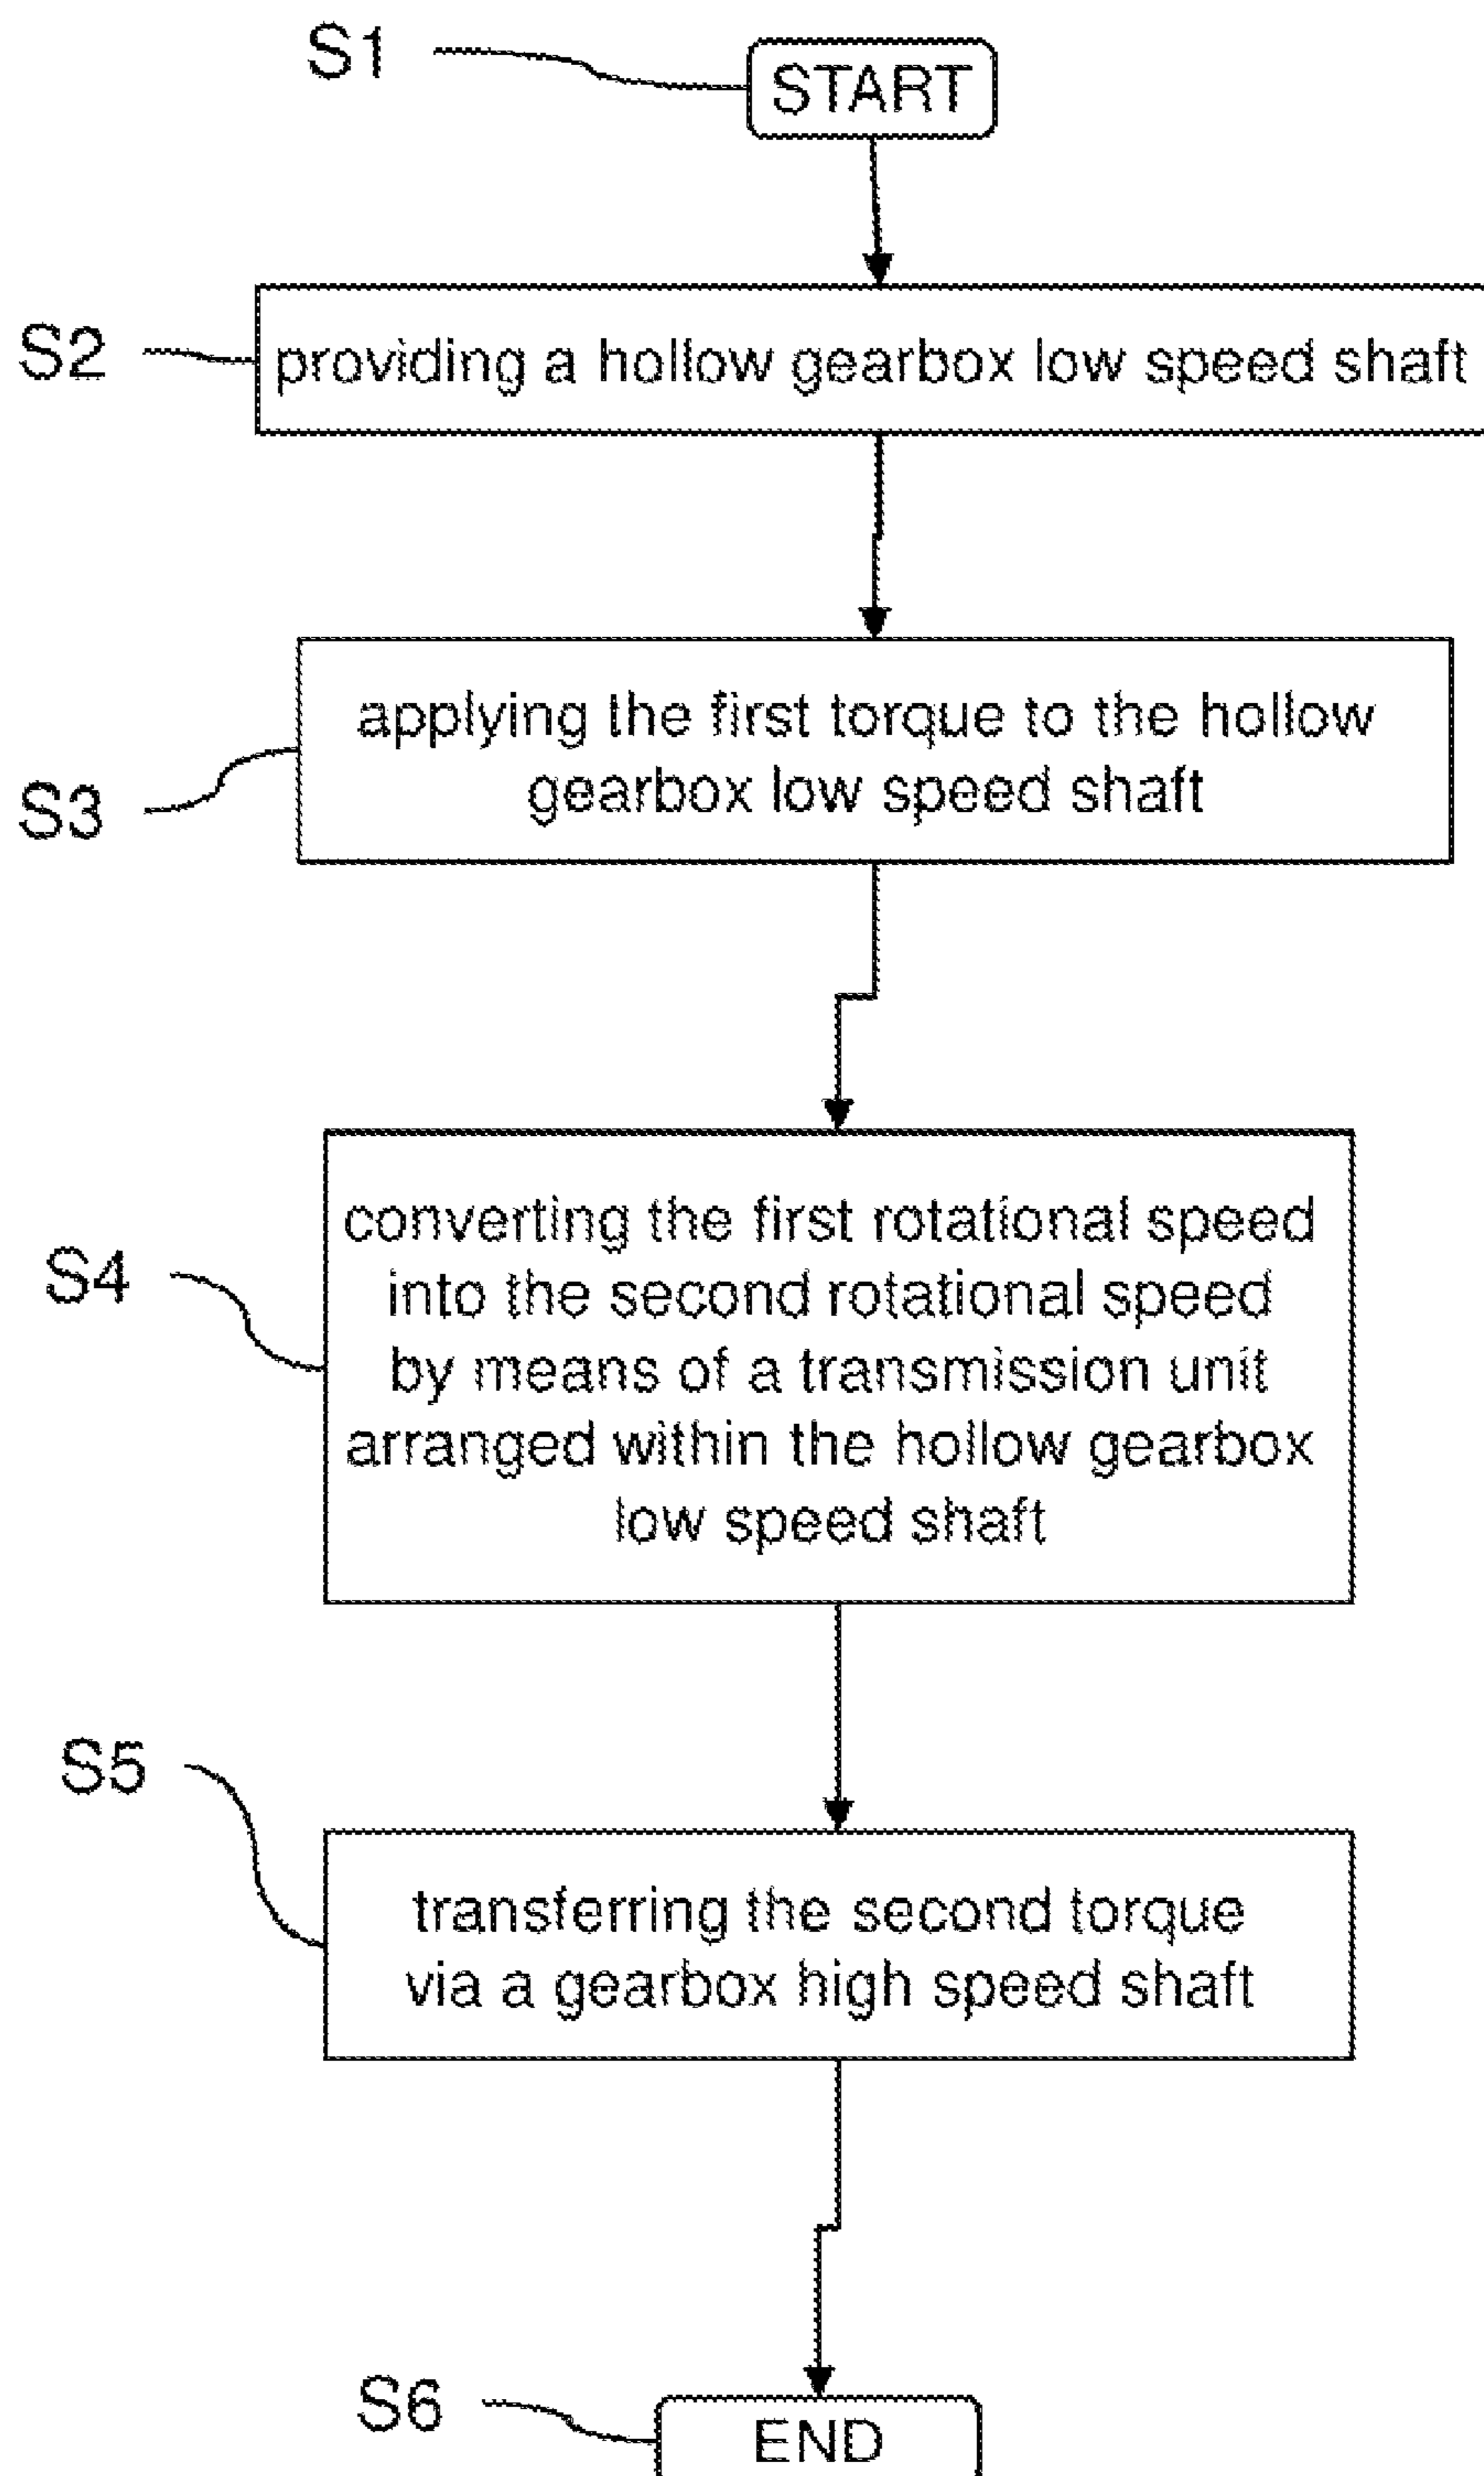 S1
START
S2
providing a hollow gearbox low speed shaft
applying the first torque to the hollow
gearbox low speed shaft
S3
converting the first rotational speed
into the second rotational speed
by means of a transmission unit
arranged within the hollow gearbox
low speed shaft
S4
S5
transferring the second torque
via a gearbox high speed shaft
S6
END